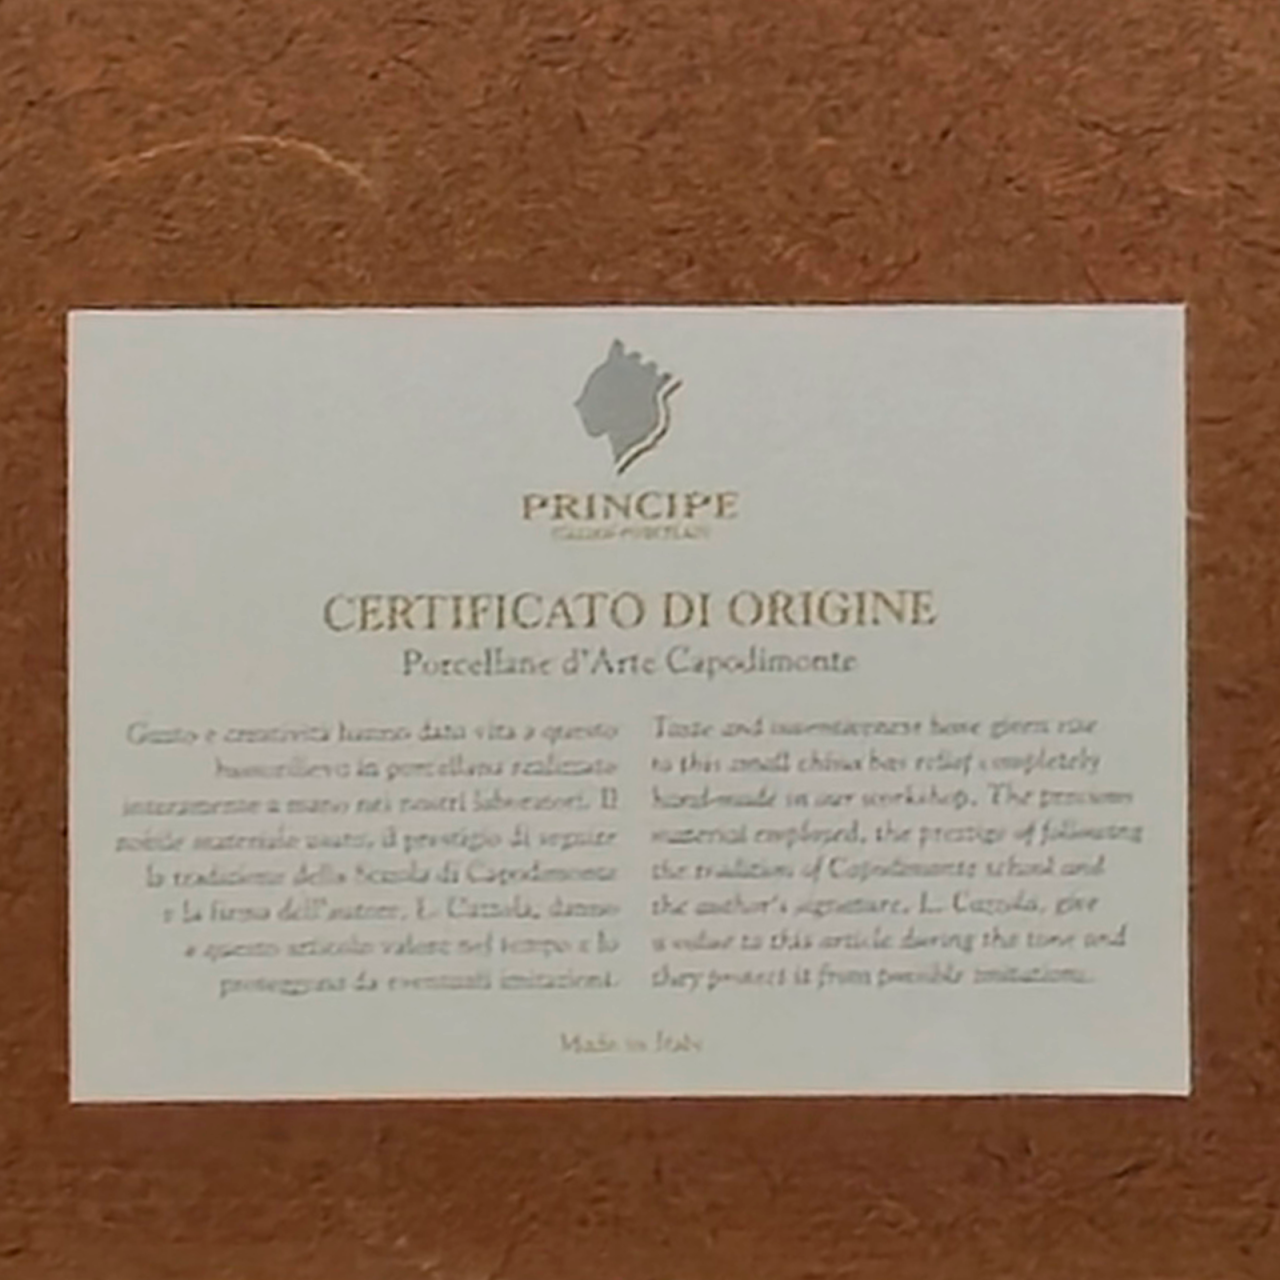 PRINCIPE
ITALIAN PORCELAIN
CERTIFICATO DI ORIGINE
Porcellane d'Arte Capodimonte
Gusto e creatività hanno dato vita a questo
bassorilievo in porcellana realizzato
interamente a mano nei nostri laboratori. Il
nobile materiale usato, il prestigio di seguire
la tradizione della Scuola di Capodimonte
e la firma dell'autore, L. Cazzola, danno
a questo articolo valore nel tempo e lo
proteggono da eventuali imitazioni.
Taste and inventiveness have given rise
to this small china bas relief completely
hand-made in our workshop. The precious
material employed, the prestige of following
the tradition of Capodimonte school and
the author's signature, L. Cazzola, give
a value to this article during the time and
they protect it from possible imitations.
Made in Italy